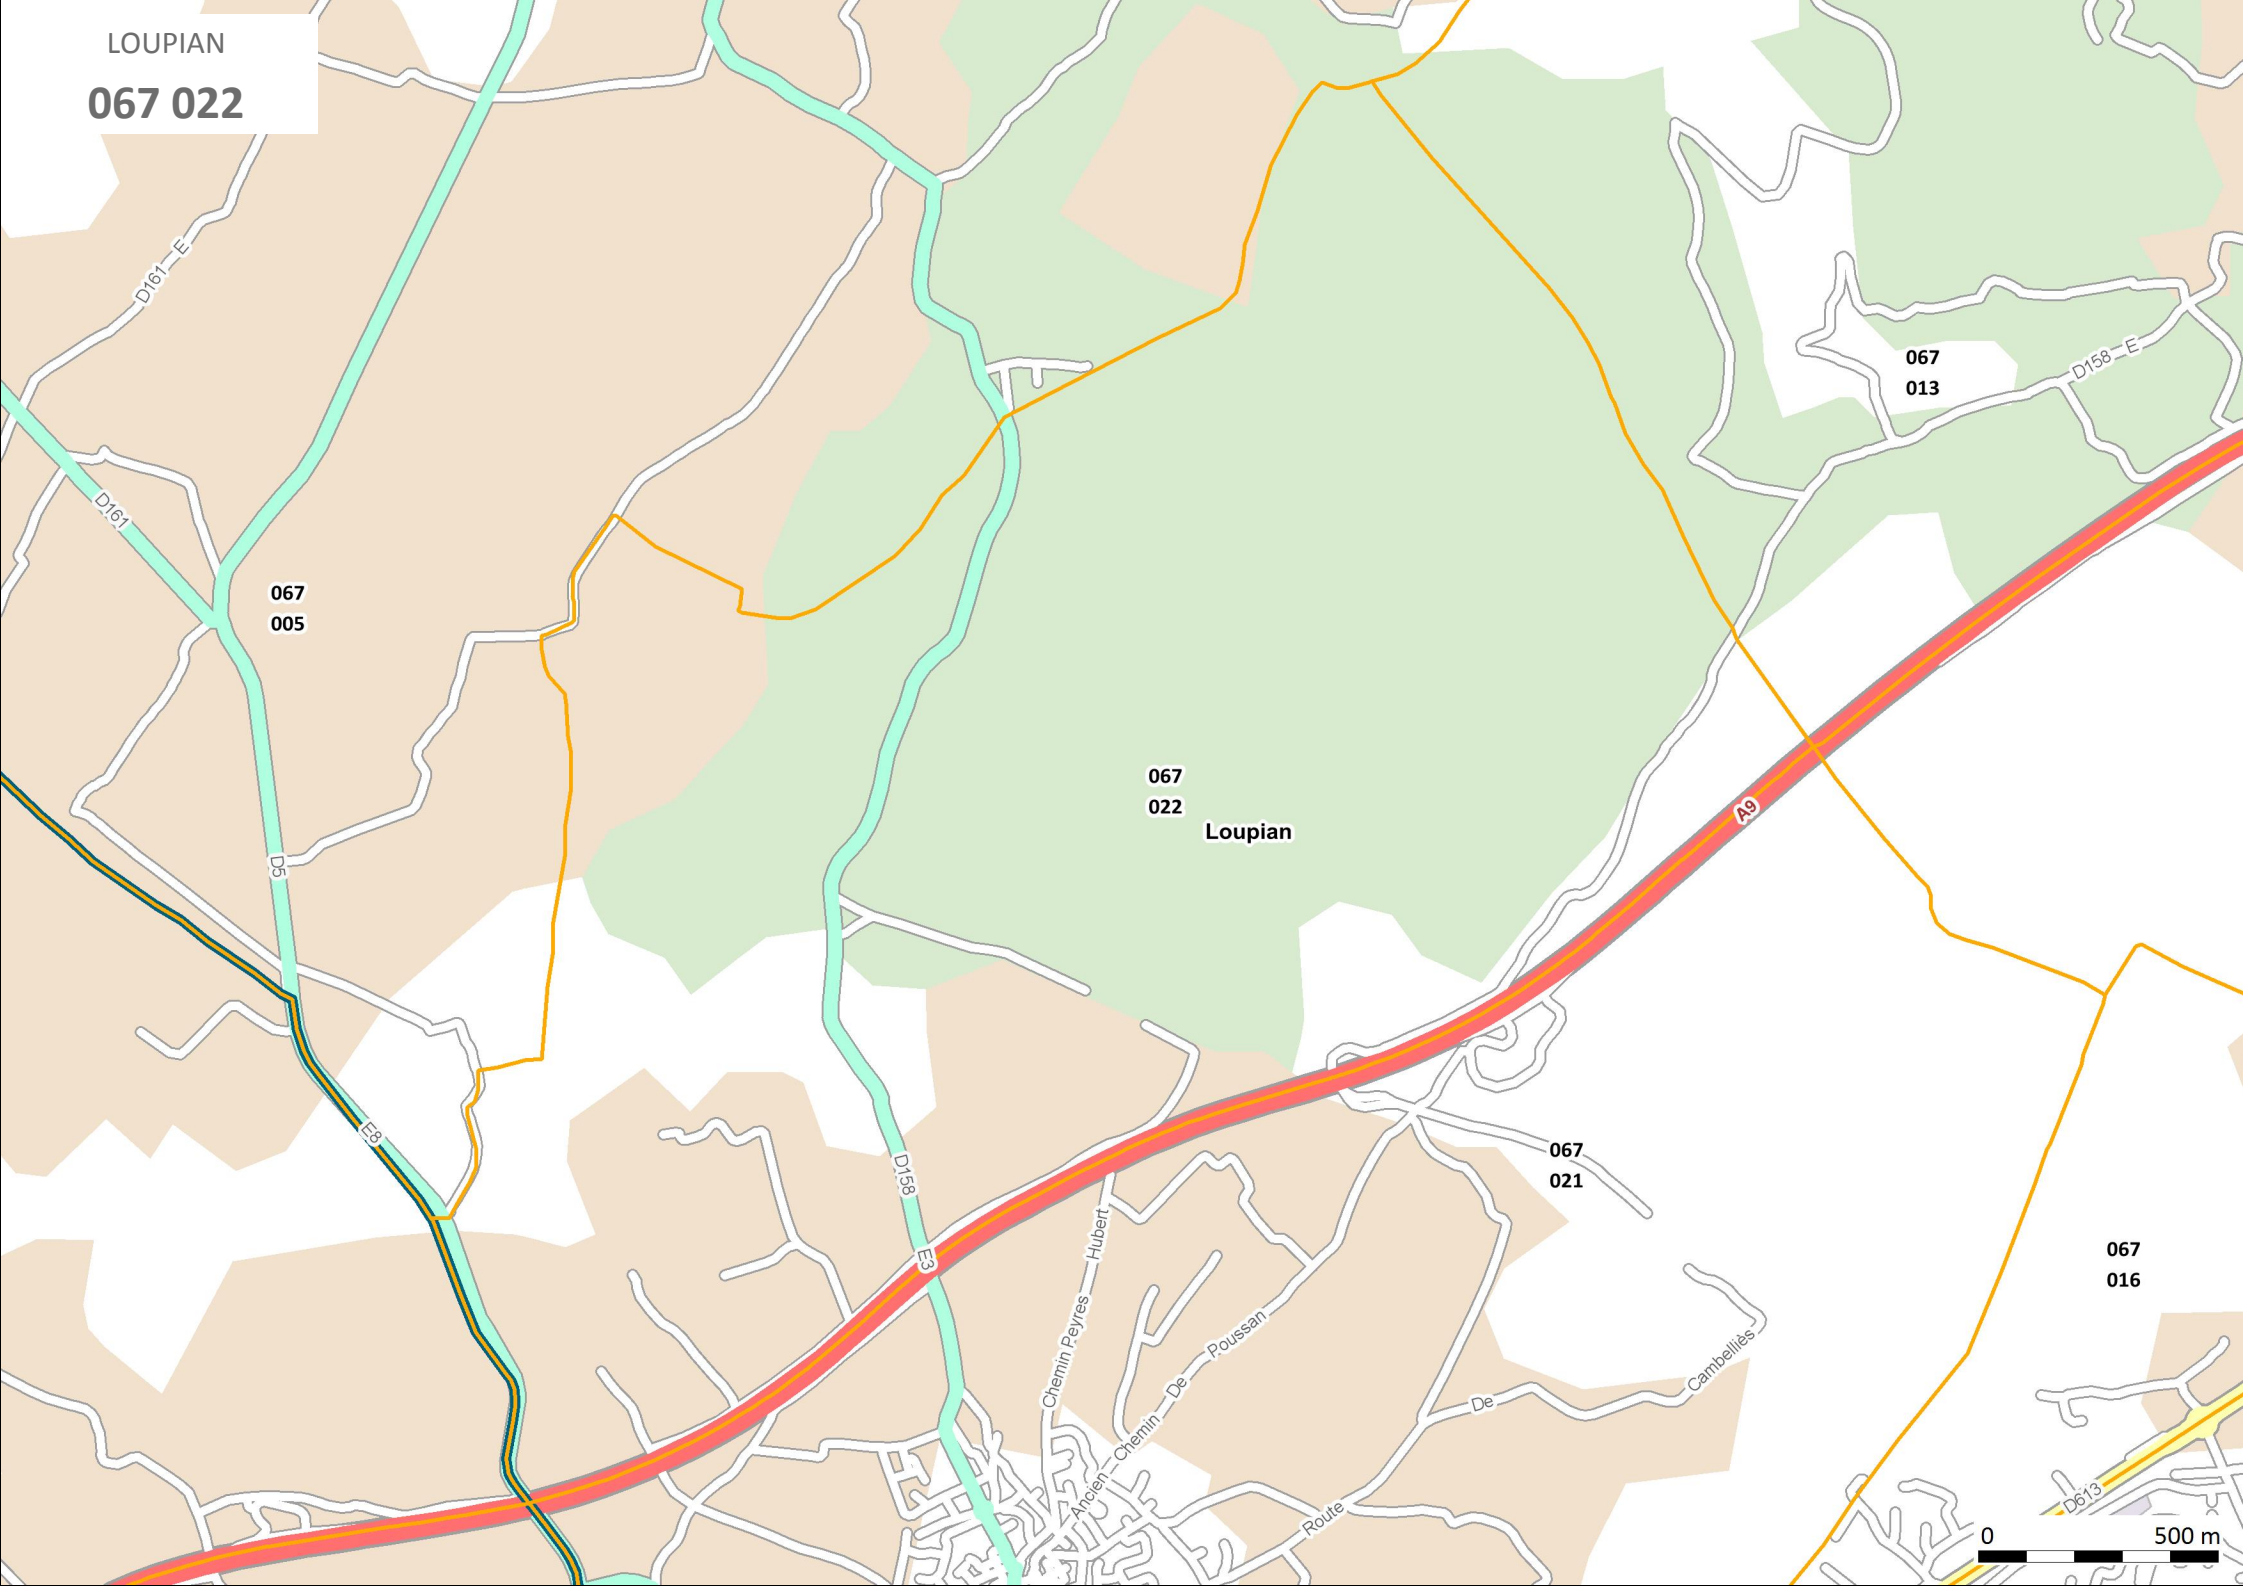 LOUPIAN
067 022
D161 E
067
013
D158 E
D161
067
005
067
022
Loupian
A9
D5
E8
067
021
D158
Chemin Peyres Hubert
E3
067
016
Ancien Chemin De Poussan
Route De Cambelliès
D613
0 500 m